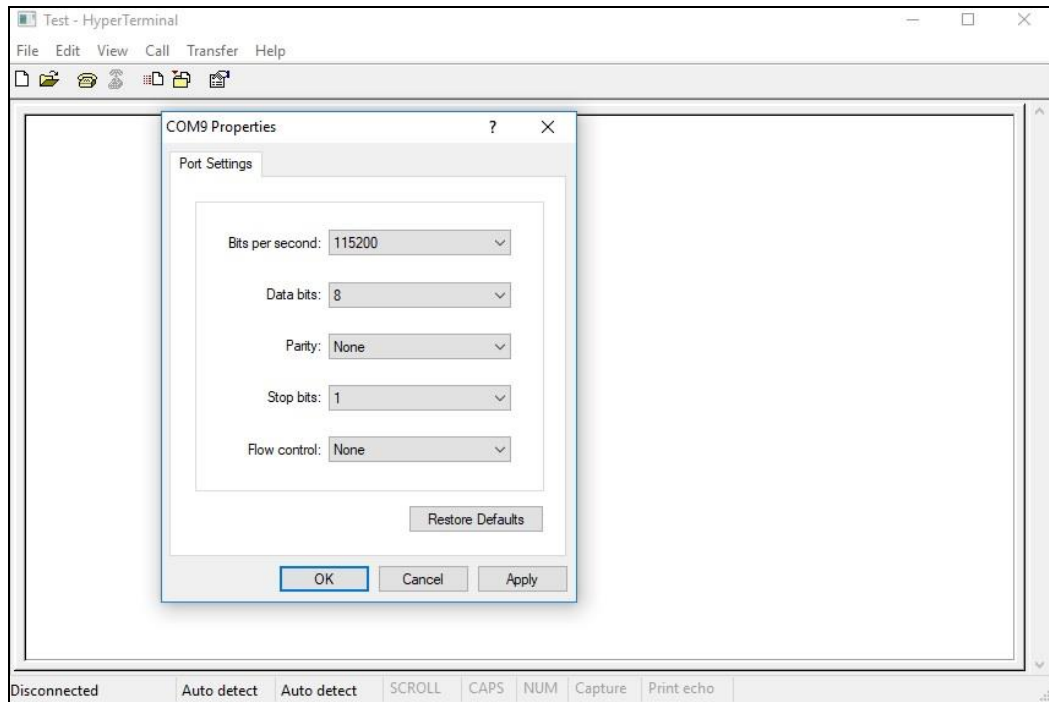 Test - HyperTerminal
File Edit View Call Transfer Help
COM9 Properties ?
Port Settings
Bits per second: 115200
Data bits: 8
Parity: None
Stop bits: 1
Flow control: None
Restore Defaults
OK Cancel Apply
Disconnected Auto detect Auto detect SCROLL CAPS NUM Capture Print echo